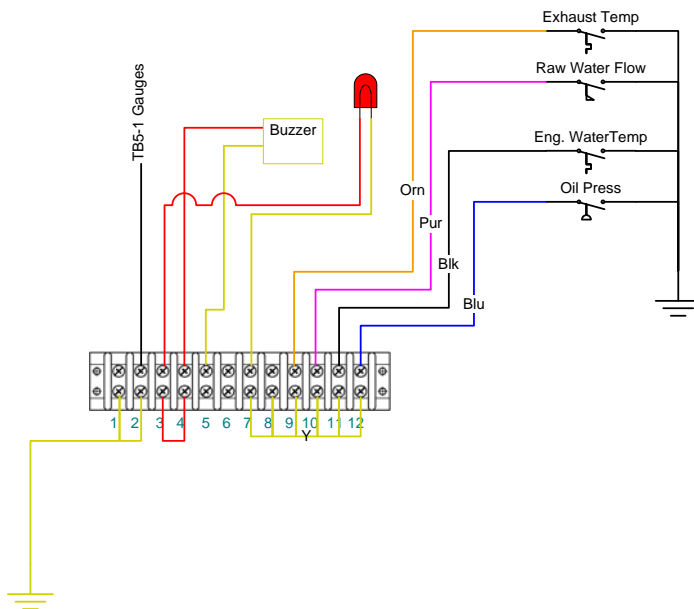 Exhaust Temp
Raw Water Flow
TB5-1 Gauges
Buzzer
Eng. WaterTemp
Oil Press
Orn
Pur
Blk
Blu
1 2 3 4 5 6 7 8 9 10 11 12
Y